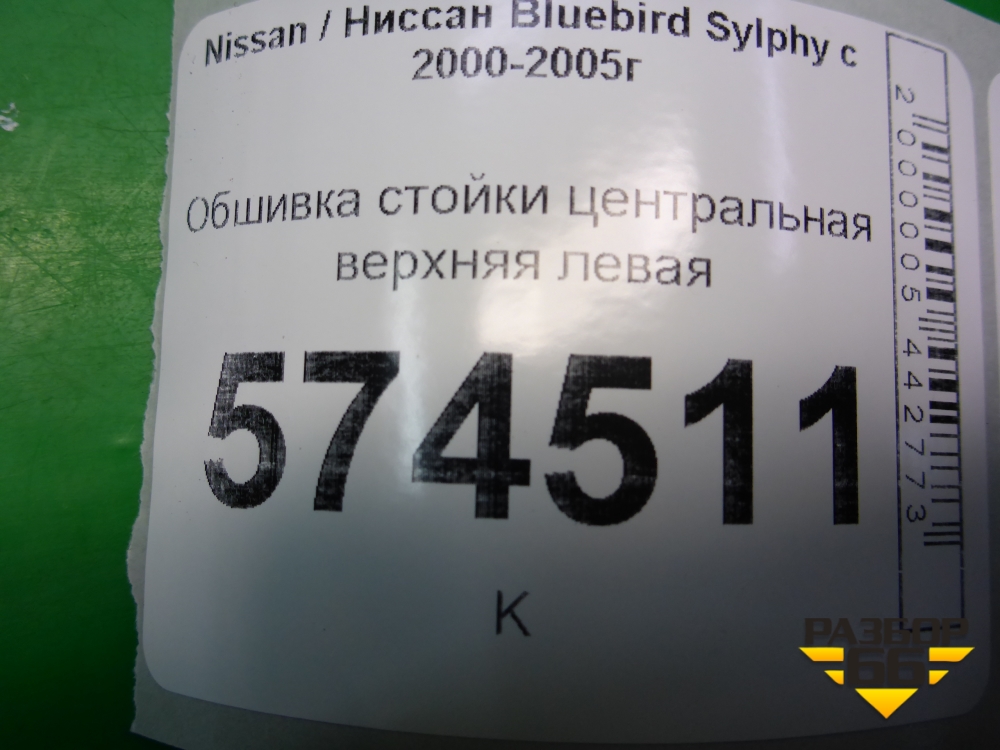 Nissan / Ниссан Bluebird Sylphy с
2000-2005г
Обшивка стойки центральная
верхняя левая
574511
К
2000005442773
РАЗБОР
66